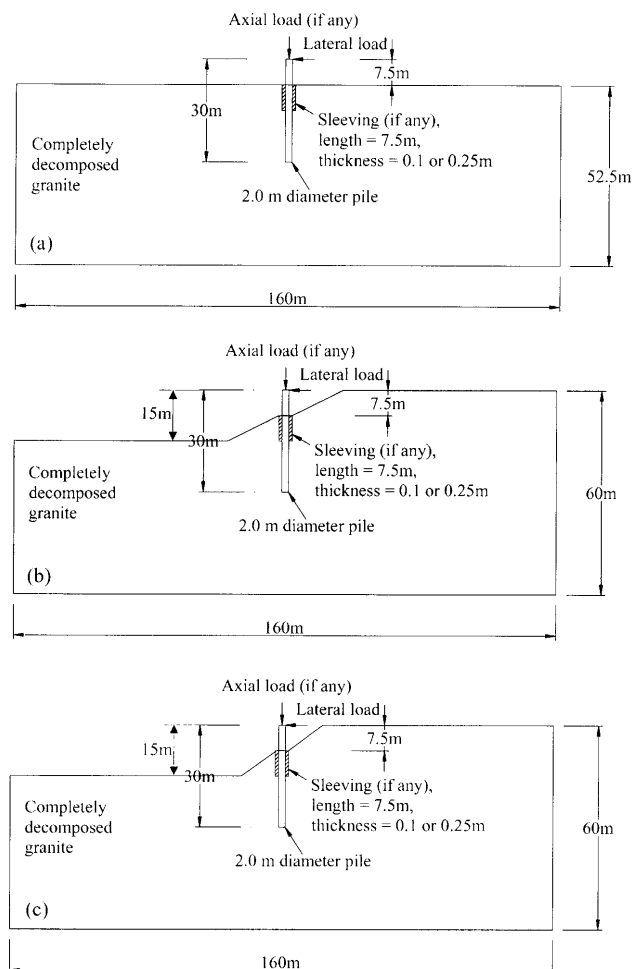 Axial load (if any)
Lateral load
7.5m
30m
Sleeving (if any),
length = 7.5m,
thickness = 0.1 or 0.25m
Completely
decomposed
granite
52.5m
2.0 m diameter pile
(a)
160m
Axial load (if any)
Lateral load
7.5m
15m
30m
Sleeving (if any),
length = 7.5m,
thickness = 0.1 or 0.25m
Completely
decomposed
granite
60m
2.0 m diameter pile
(b)
160m
Axial load (if any)
Lateral load
7.5m
15m
30m
Sleeving (if any),
length = 7.5m,
thickness = 0.1 or 0.25m
Completely
decomposed
granite
60m
2.0 m diameter pile
(c)
160m